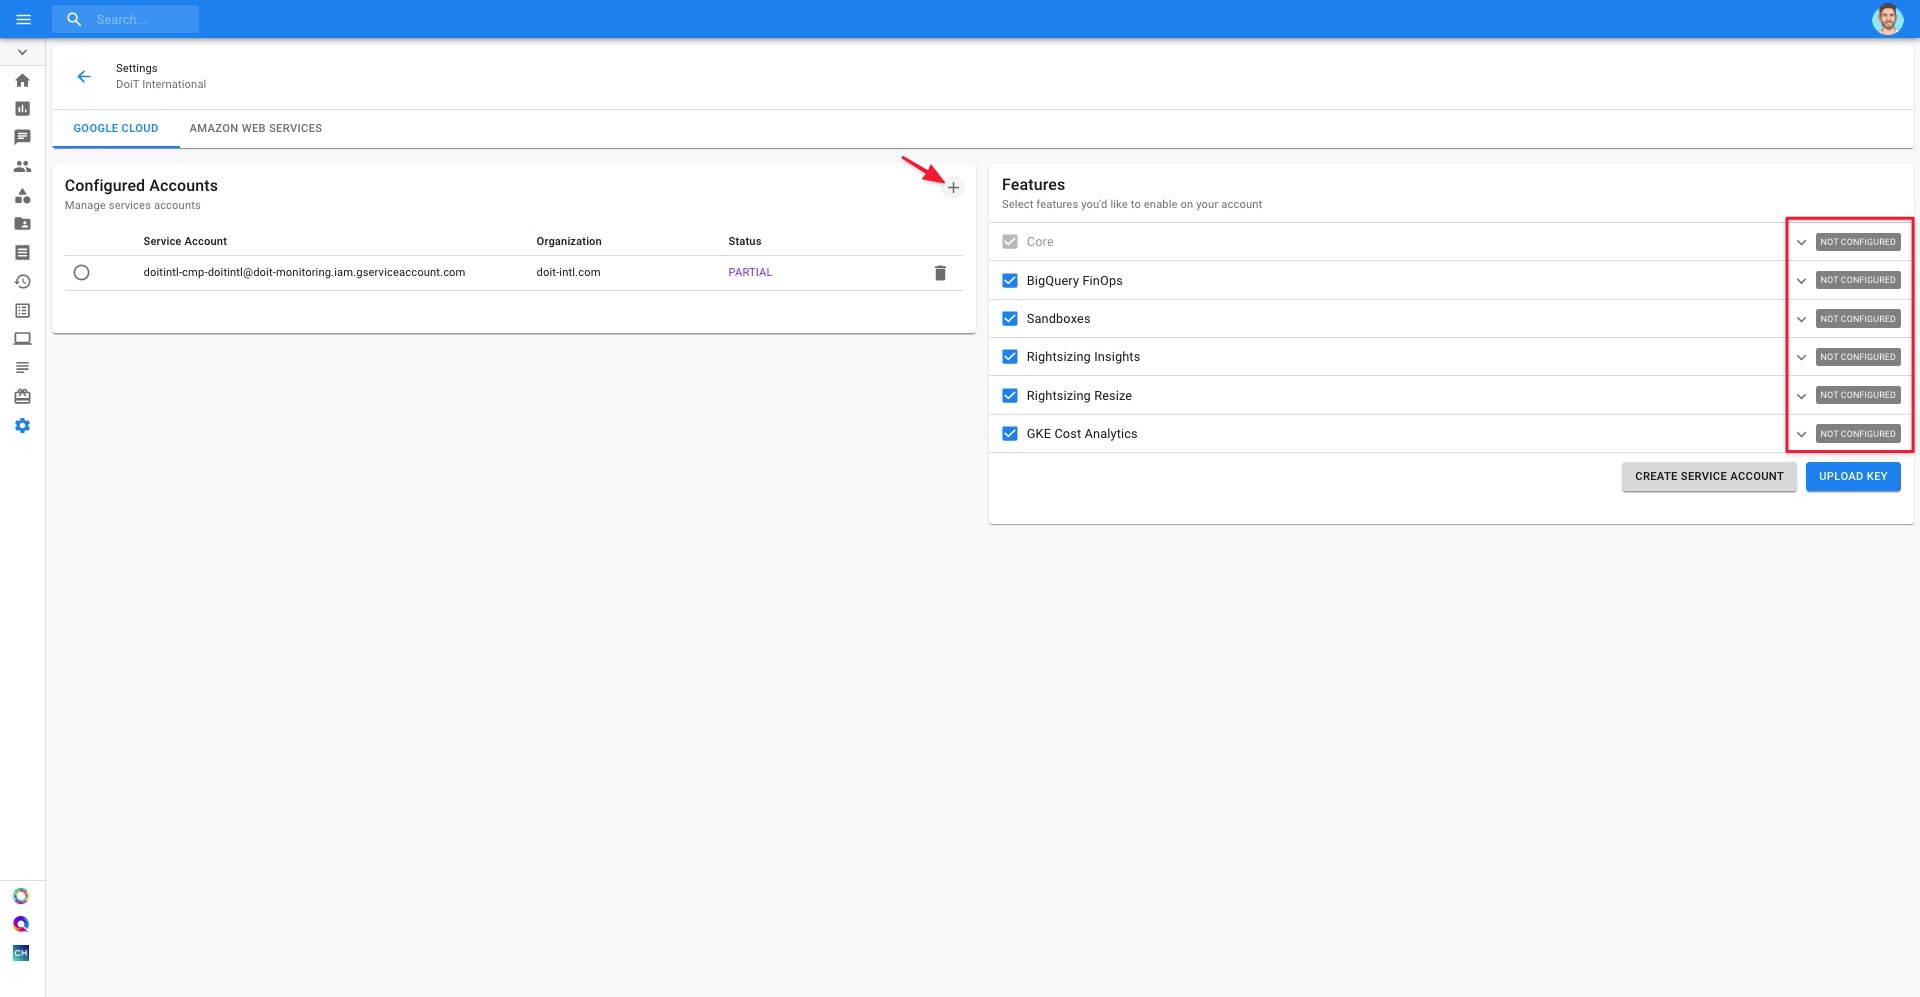 Search...
Settings
DoiT International
GOOGLE CLOUD AMAZON WEB SERVICES
Configured Accounts
Manage services accounts
Service Account Organization Status
doitintl-cmp-doitintl@doit-monitoring.iam.gserviceaccount.com doit-intl.com PARTIAL
Features
Select features you'd like to enable on your account
Core NOT CONFIGURED
BigQuery FinOps NOT CONFIGURED
Sandboxes NOT CONFIGURED
Rightsizing Insights NOT CONFIGURED
Rightsizing Resize NOT CONFIGURED
GKE Cost Analytics NOT CONFIGURED
CREATE SERVICE ACCOUNT UPLOAD KEY
CH